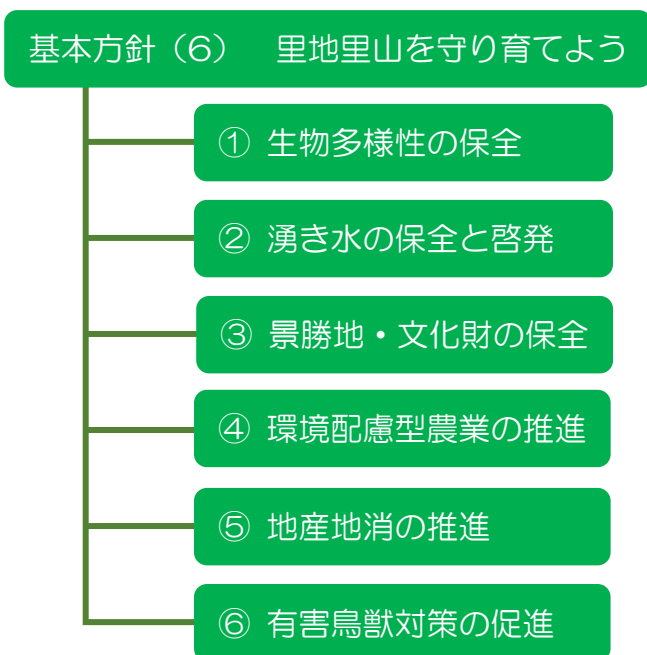 基本方針（6）　里地里山を守り育てよう
① 生物多様性の保全
② 湧き水の保全と啓発
③ 景勝地・文化財の保全
④ 環境配慮型農業の推進
⑤ 地産地消の推進
⑥ 有害鳥獣対策の促進